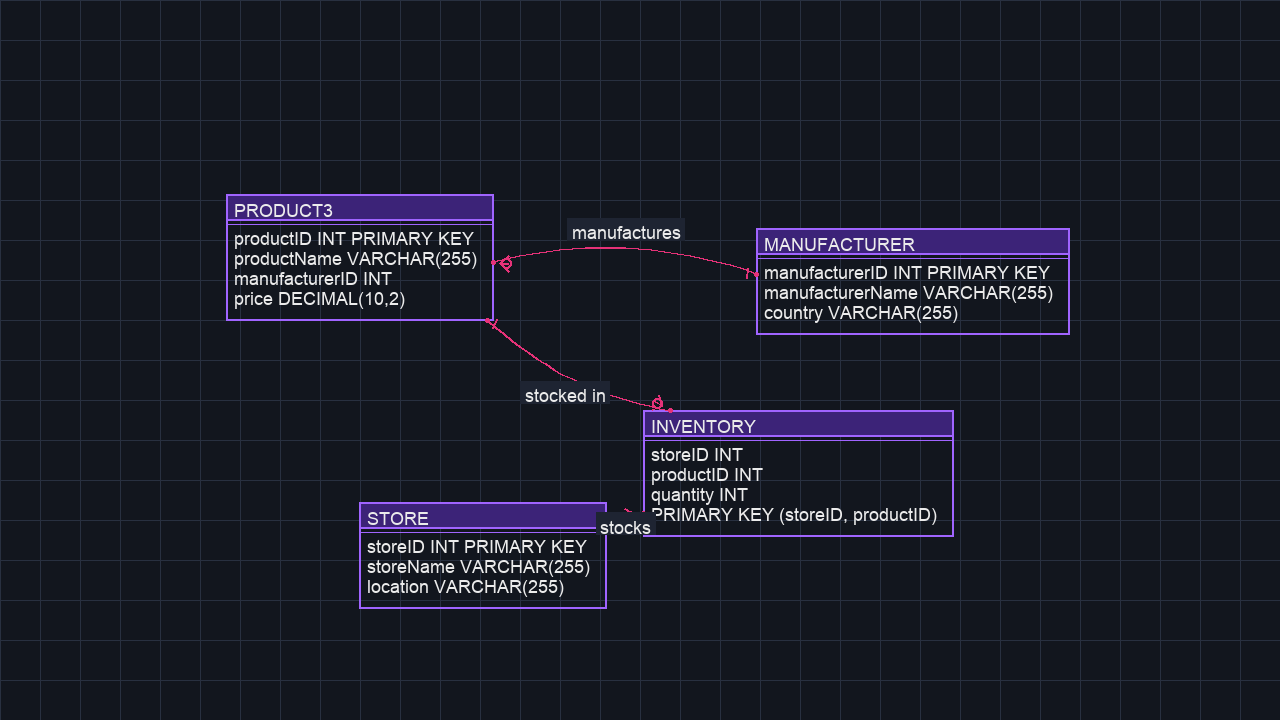 PRODUCT3
productID INT PRIMARY KEY
productName VARCHAR(255)
manufacturerID INT
price DECIMAL(10,2)
manufactures
MANUFACTURER
manufacturerID INT PRIMARY KEY
manufacturerName VARCHAR(255)
country VARCHAR(255)
stocked in
INVENTORY
storeID INT
productID INT
quantity INT
PRIMARY KEY (storeID, productID)
stocks
STORE
storeID INT PRIMARY KEY
storeName VARCHAR(255)
location VARCHAR(255)